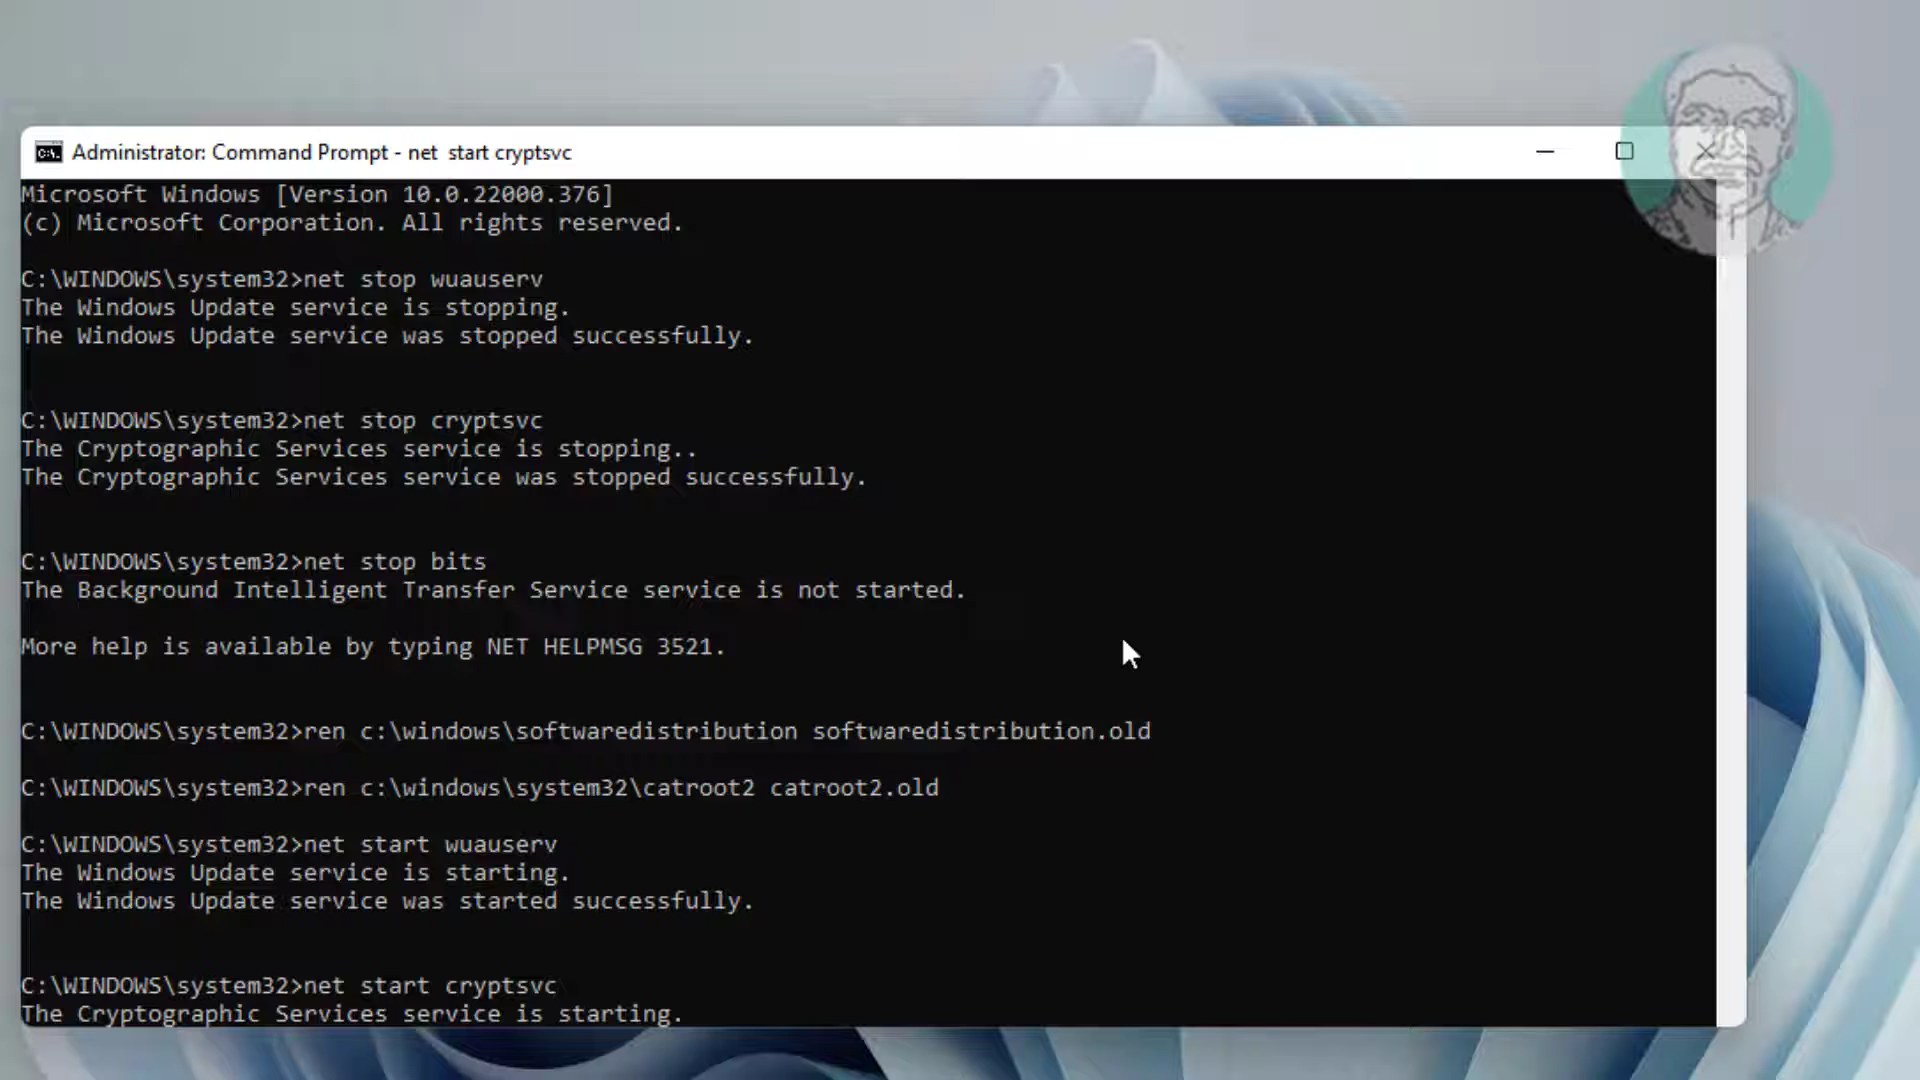 Administrator: Command Prompt - net  start cryptsvc
Microsoft Windows [Version 10.0.22000.376]
(c) Microsoft Corporation. All rights reserved.
C:\WINDOWS\system32>net stop wuauserv
The Windows Update service is stopping.
The Windows Update service was stopped successfully.
C:\WINDOWS\system32>net stop cryptsvc
The Cryptographic Services service is stopping..
The Cryptographic Services service was stopped successfully.
C:\WINDOWS\system32>net stop bits
The Background Intelligent Transfer Service service is not started.
More help is available by typing NET HELPMSG 3521.
C:\WINDOWS\system32>ren c:\windows\softwaredistribution softwaredistribution.old
C:\WINDOWS\system32>ren c:\windows\system32\catroot2 catroot2.old
C:\WINDOWS\system32>net start wuauserv
The Windows Update service is starting.
The Windows Update service was started successfully.
C:\WINDOWS\system32>net start cryptsvc
The Cryptographic Services service is starting.